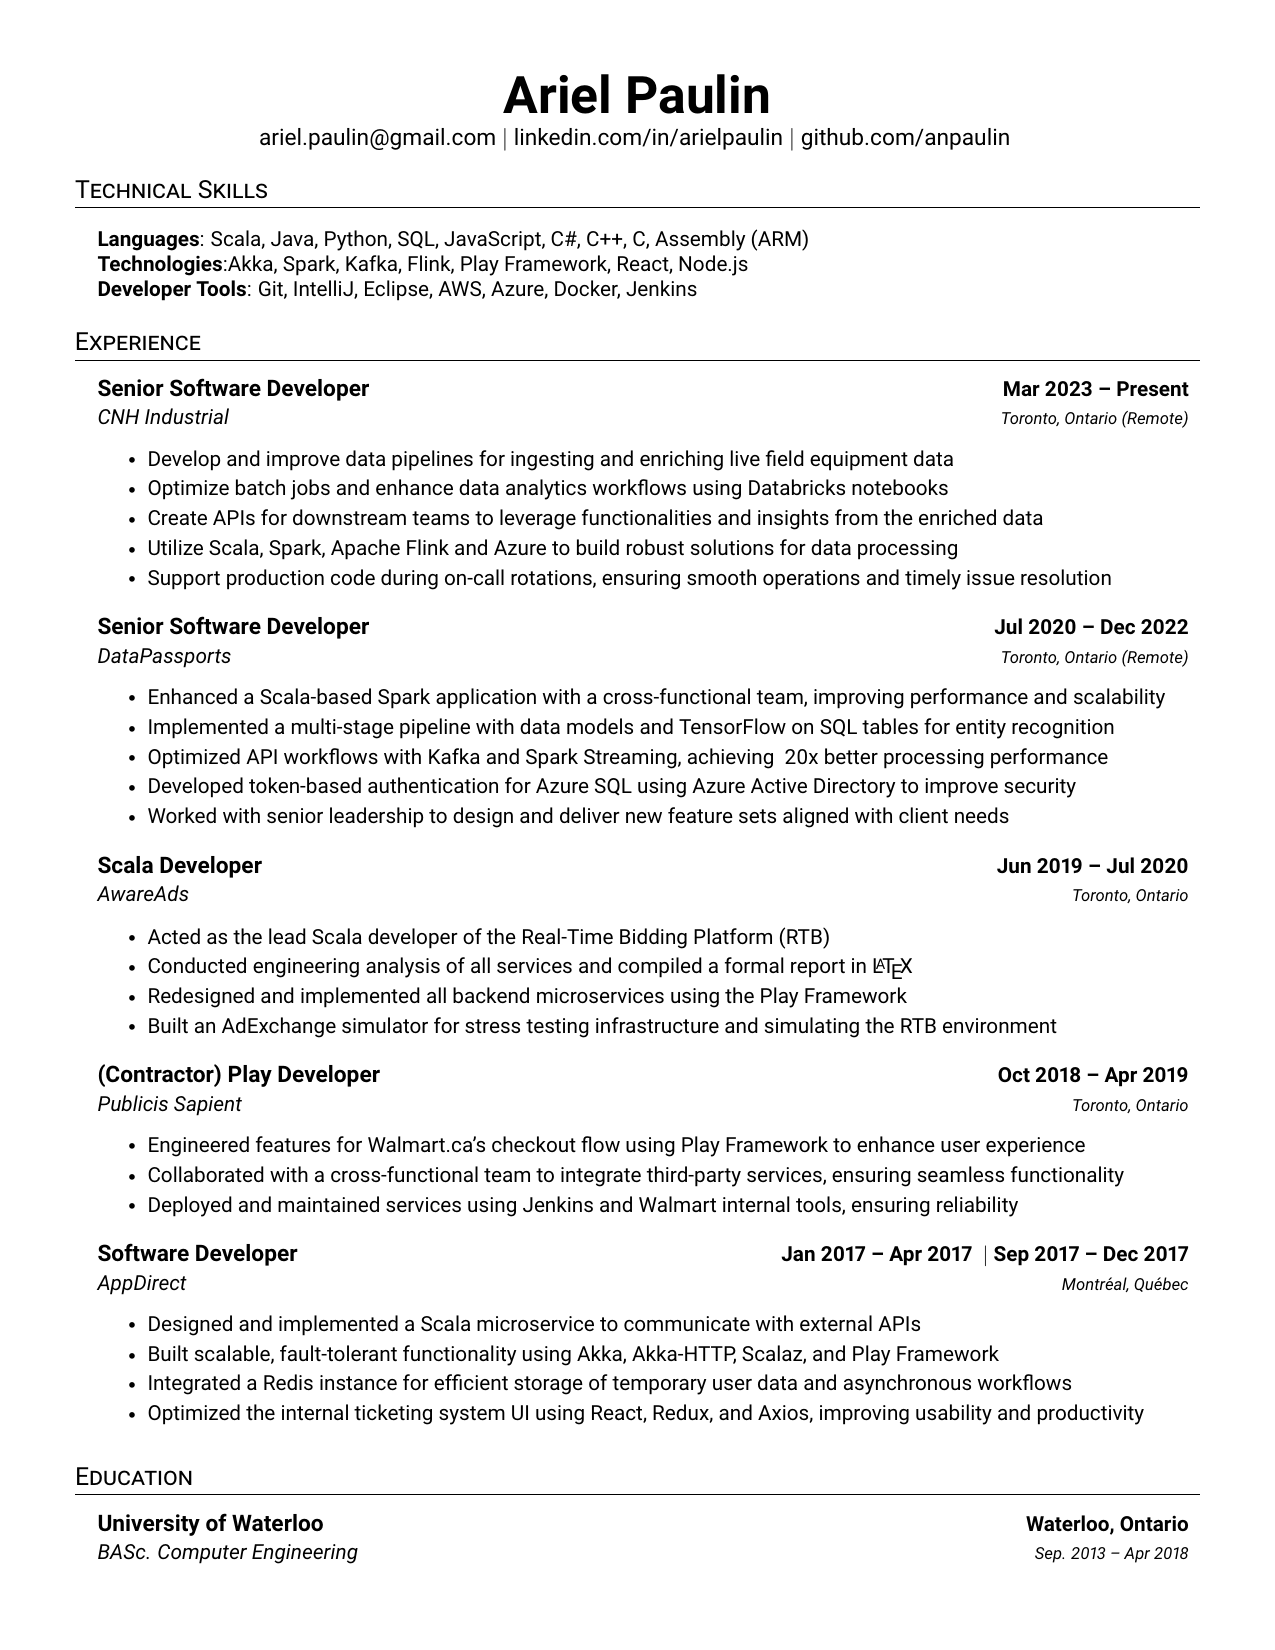 Ariel Paulin
ariel.paulin@gmail.com | linkedin.com/in/arielpaulin | github.com/anpaulin
Technical Skills
Languages: Scala, Java, Python, SQL, JavaScript, C#, C++, C, Assembly (ARM)
Technologies:Akka, Spark, Kafka, Flink, Play Framework, React, Node.js
Developer Tools: Git, IntelliJ, Eclipse, AWS, Azure, Docker, Jenkins
Experience
Senior Software Developer Mar 2023 – Present
CNH Industrial Toronto, Ontario (Remote)
• Develop and improve data pipelines for ingesting and enriching live field equipment data
• Optimize batch jobs and enhance data analytics workflows using Databricks notebooks
• Create APIs for downstream teams to leverage functionalities and insights from the enriched data
• Utilize Scala, Spark, Apache Flink and Azure to build robust solutions for data processing
• Support production code during on-call rotations, ensuring smooth operations and timely issue resolution
Senior Software Developer Jul 2020 – Dec 2022
DataPassports Toronto, Ontario (Remote)
• Enhanced a Scala-based Spark application with a cross-functional team, improving performance and scalability
• Implemented a multi-stage pipeline with data models and TensorFlow on SQL tables for entity recognition
• Optimized API workflows with Kafka and Spark Streaming, achieving 20x better processing performance
• Developed token-based authentication for Azure SQL using Azure Active Directory to improve security
• Worked with senior leadership to design and deliver new feature sets aligned with client needs
Scala Developer Jun 2019 – Jul 2020
AwareAds Toronto, Ontario
• Acted as the lead Scala developer of the Real-Time Bidding Platform (RTB)
• Conducted engineering analysis of all services and compiled a formal report in LATEX
• Redesigned and implemented all backend microservices using the Play Framework
• Built an AdExchange simulator for stress testing infrastructure and simulating the RTB environment
(Contractor) Play Developer Oct 2018 – Apr 2019
Publicis Sapient Toronto, Ontario
• Engineered features for Walmart.ca’s checkout flow using Play Framework to enhance user experience
• Collaborated with a cross-functional team to integrate third-party services, ensuring seamless functionality
• Deployed and maintained services using Jenkins and Walmart internal tools, ensuring reliability
Software Developer Jan 2017 – Apr 2017 | Sep 2017 – Dec 2017
AppDirect Montréal, Québec
• Designed and implemented a Scala microservice to communicate with external APIs
• Built scalable, fault-tolerant functionality using Akka, Akka-HTTP, Scalaz, and Play Framework
• Integrated a Redis instance for efficient storage of temporary user data and asynchronous workflows
• Optimized the internal ticketing system UI using React, Redux, and Axios, improving usability and productivity
Education
University of Waterloo Waterloo, Ontario
BASc. Computer Engineering Sep. 2013 – Apr 2018